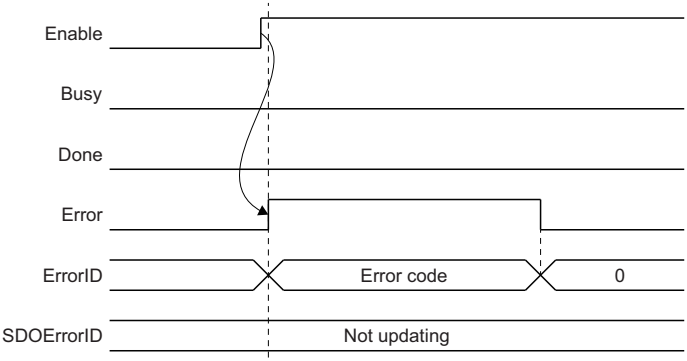 Enable
Busy
Done
Error
ErrorID
Error code
0
SDOErrorID
Not updating